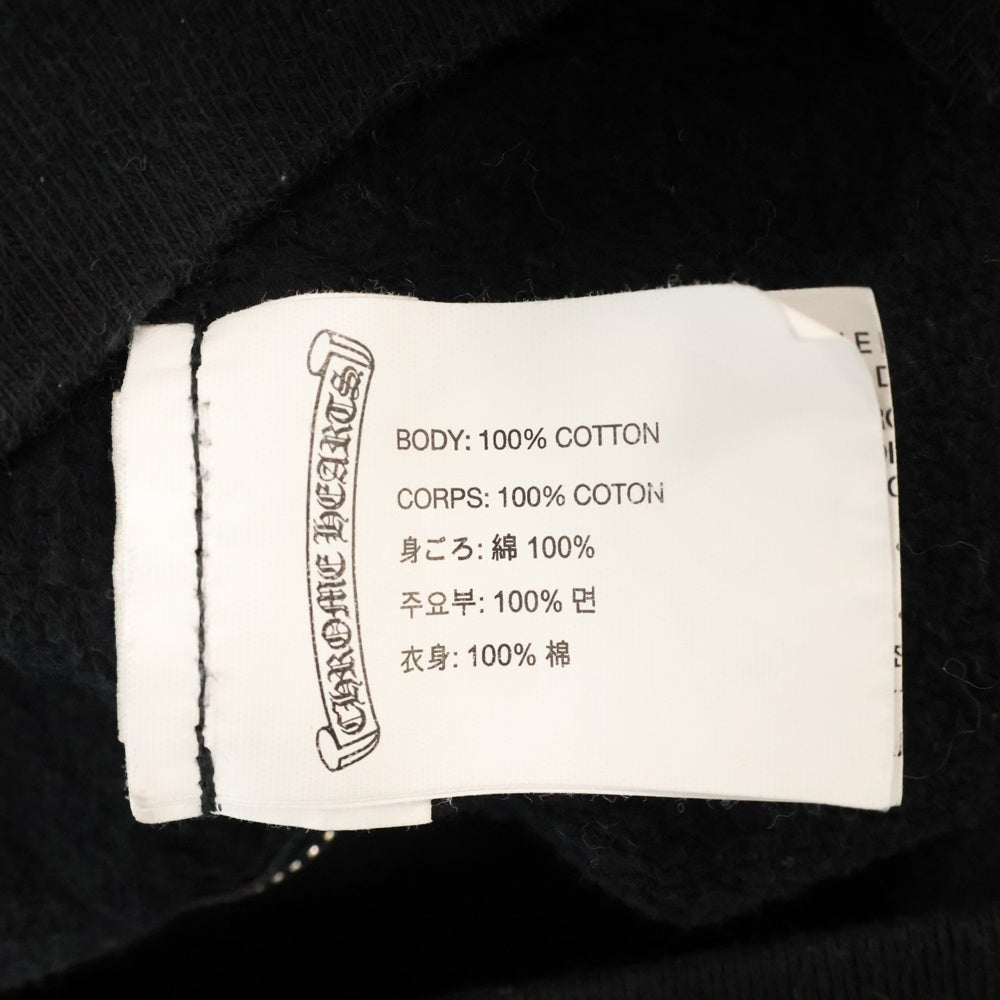 CHROME HEARTS
BODY: 100% COTTON
CORPS: 100% COTON
身ごろ: 綿 100%
주요부: 100% 면
衣身: 100% 棉